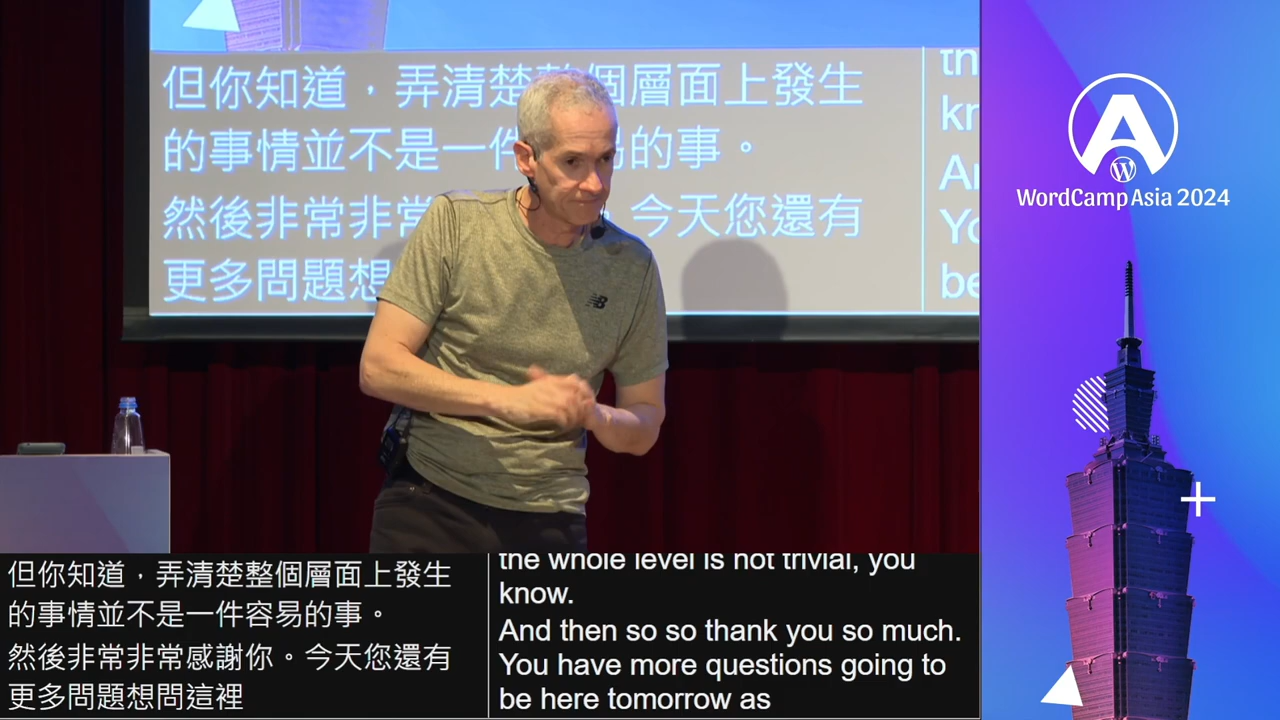 但你知道，弄清楚整個層面上發生
的事情並不是一件 易的事。
然後非常非常 。今天您還有
更多問題想
th
kn
An
Yo
be
WordCamp Asia 2024
但你知道，弄清楚整個層面上發生
的事情並不是一件容易的事。
然後非常非常感謝你。今天您還有
更多問題想問這裡
the whole level is not trivial, you
know.
And then so so thank you so much.
You have more questions going to
be here tomorrow as